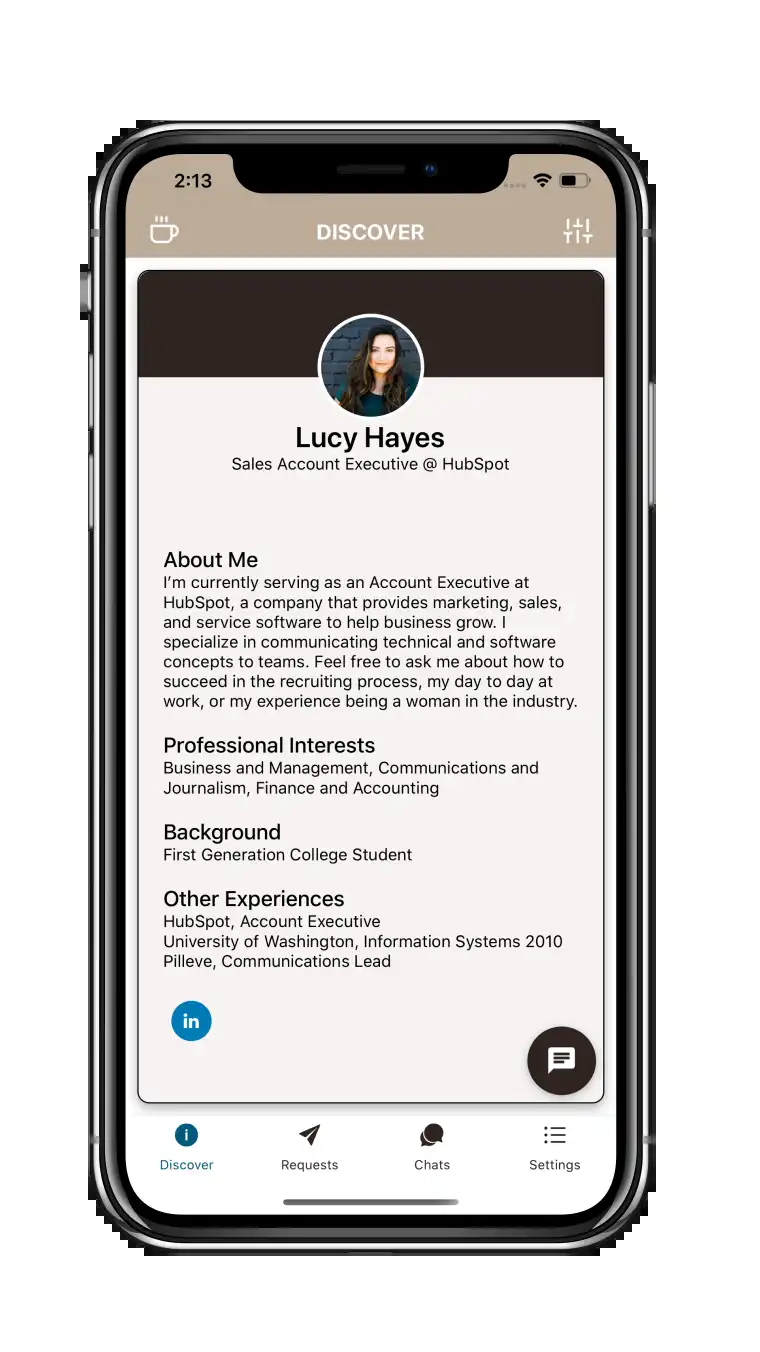 2:13
DISCOVER
Lucy Hayes
Sales Account Executive @ HubSpot
About Me
I’m currently serving as an Account Executive at
HubSpot, a company that provides marketing, sales,
and service software to help business grow. I
specialize in communicating technical and software
concepts to teams. Feel free to ask me about how to
succeed in the recruiting process, my day to day at
work, or my experience being a woman in the industry.
Professional Interests
Business and Management, Communications and
Journalism, Finance and Accounting
Background
First Generation College Student
Other Experiences
HubSpot, Account Executive
University of Washington, Information Systems 2010
Pilleve, Communications Lead
in
Discover
Requests
Chats
Settings